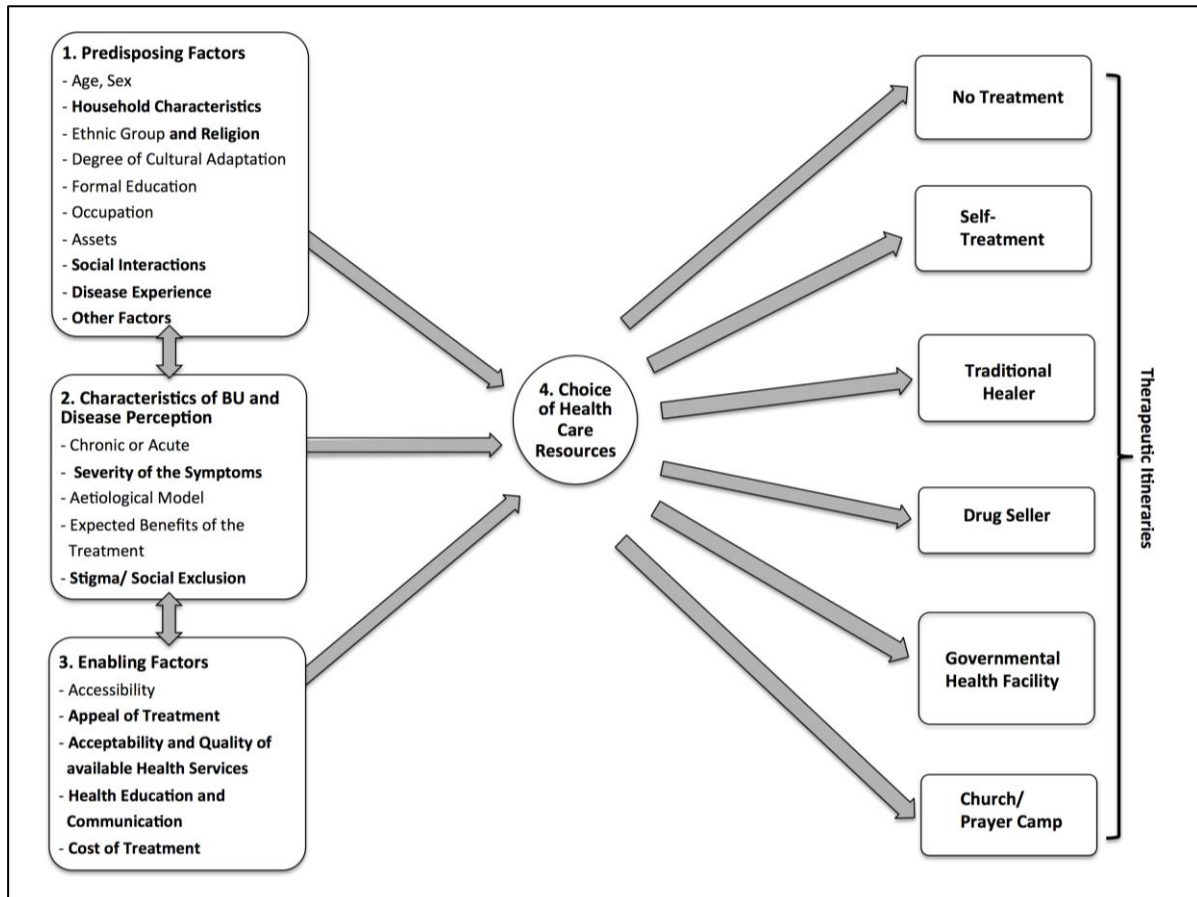 1. Predisposing Factors
- Age, Sex
- Household Characteristics
- Ethnic Group and Religion
- Degree of Cultural Adaptation
- Formal Education
- Occupation
- Assets
- Social Interactions
- Disease Experience
- Other Factors
2. Characteristics of BU and
Disease Perception
- Chronic or Acute
- Severity of the Symptoms
- Aetiological Model
- Expected Benefits of the
Treatment
- Stigma/ Social Exclusion
3. Enabling Factors
- Accessibility
- Appeal of Treatment
- Acceptability and Quality of
available Health Services
- Health Education and
Communication
- Cost of Treatment
4. Choice
of Health
Care
Resources
No Treatment
Self-
Treatment
Traditional
Healer
Drug Seller
Governmental
Health Facility
Church/
Prayer Camp
Therapeutic Itineraries